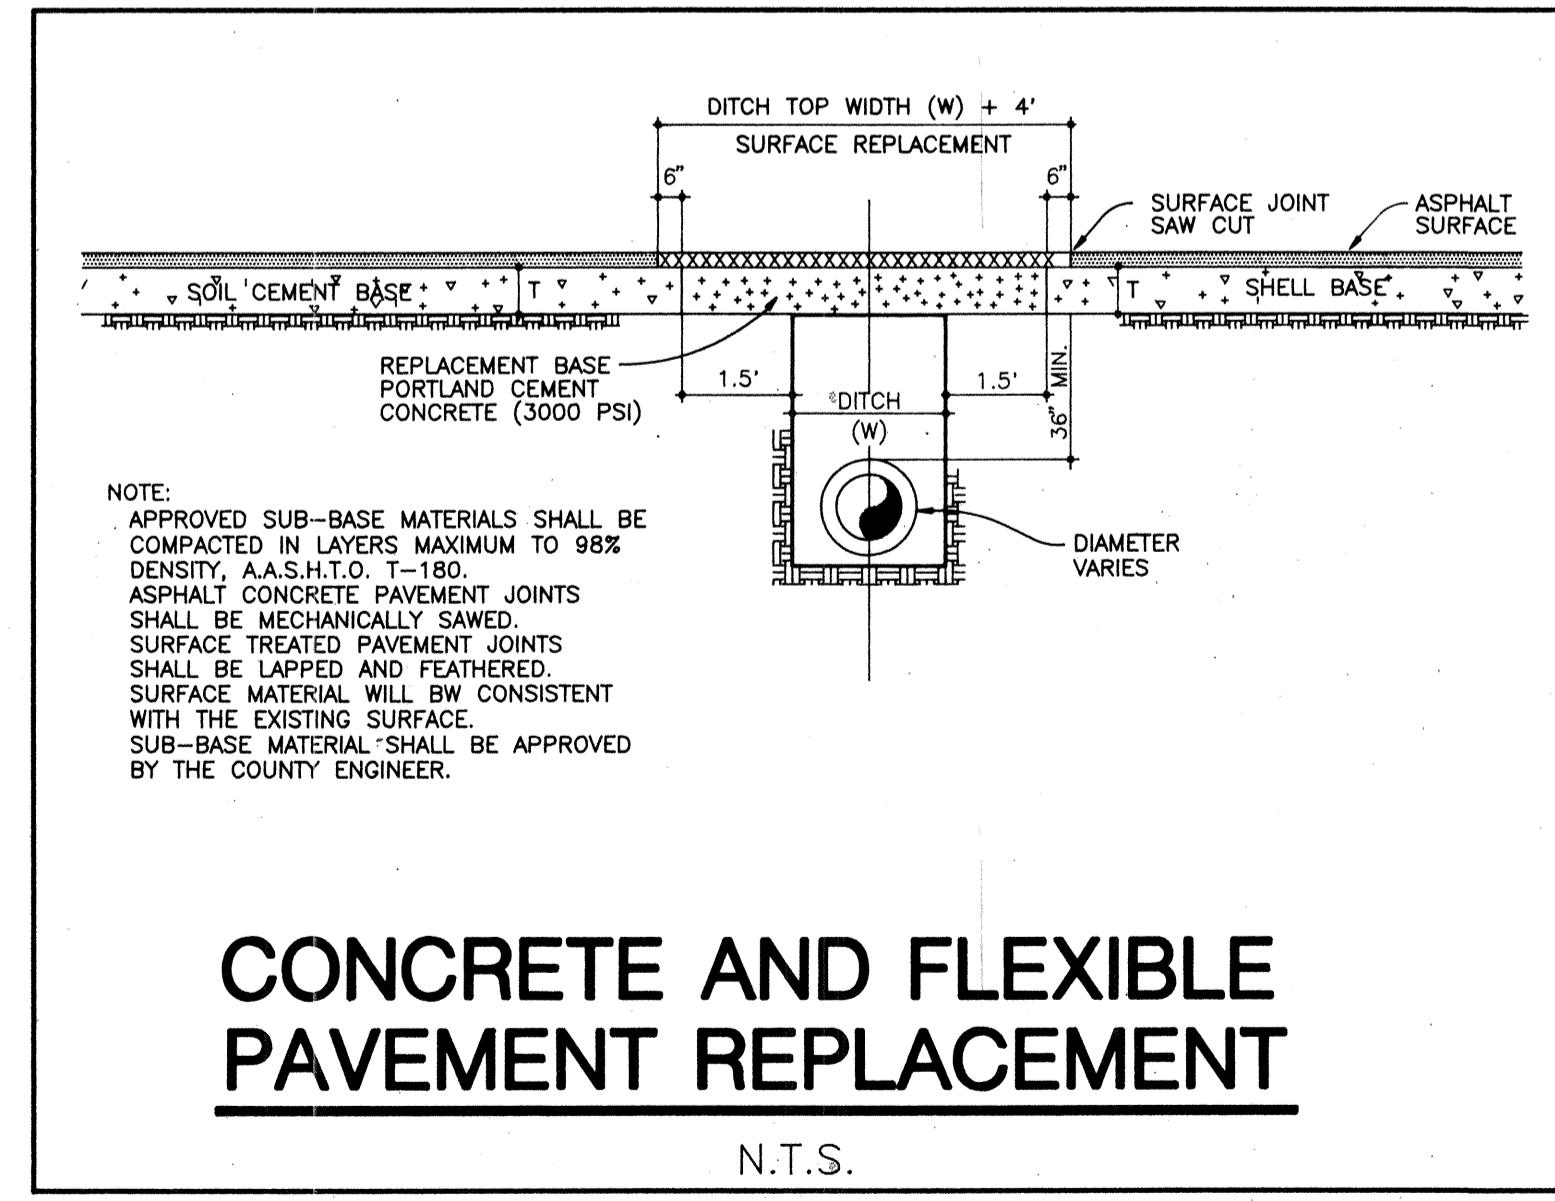 DITCH TOP WIDTH (W) + 4'
SURFACE REPLACEMENT
6"
6"
SURFACE JOINT
SAW CUT
ASPHALT
SURFACE
SOIL CEMENT BASE
T
T
SHELL BASE
REPLACEMENT BASE
PORTLAND CEMENT
CONCRETE (3000 PSI)
1.5'
1.5'
36" MIN.
DITCH
(W)
DIAMETER
VARIES
NOTE:
APPROVED SUB-BASE MATERIALS SHALL BE
COMPACTED IN LAYERS MAXIMUM TO 98%
DENSITY, A.A.S.H.T.O. T-180.
ASPHALT CONCRETE PAVEMENT JOINTS
SHALL BE MECHANICALLY SAWED.
SURFACE TREATED PAVEMENT JOINTS
SHALL BE LAPPED AND FEATHERED.
SURFACE MATERIAL WILL BW CONSISTENT
WITH THE EXISTING SURFACE.
SUB-BASE MATERIAL SHALL BE APPROVED
BY THE COUNTY ENGINEER.
CONCRETE AND FLEXIBLE
PAVEMENT REPLACEMENT
N.T.S.